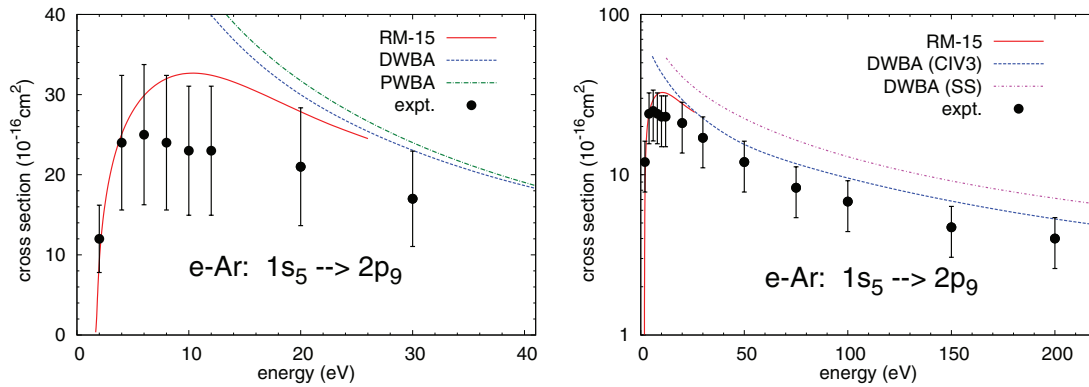 40
30
20
10
0
0
10
20
30
40
cross section (10⁻¹⁶cm²)
energy (eV)
RM-15
DWBA
PWBA
expt.
e-Ar: 1s₅ --> 2p₉
100
10
1
0
50
100
150
200
cross section (10⁻¹⁶cm²)
energy (eV)
RM-15
DWBA (CIV3)
DWBA (SS)
expt.
e-Ar: 1s₅ --> 2p₉